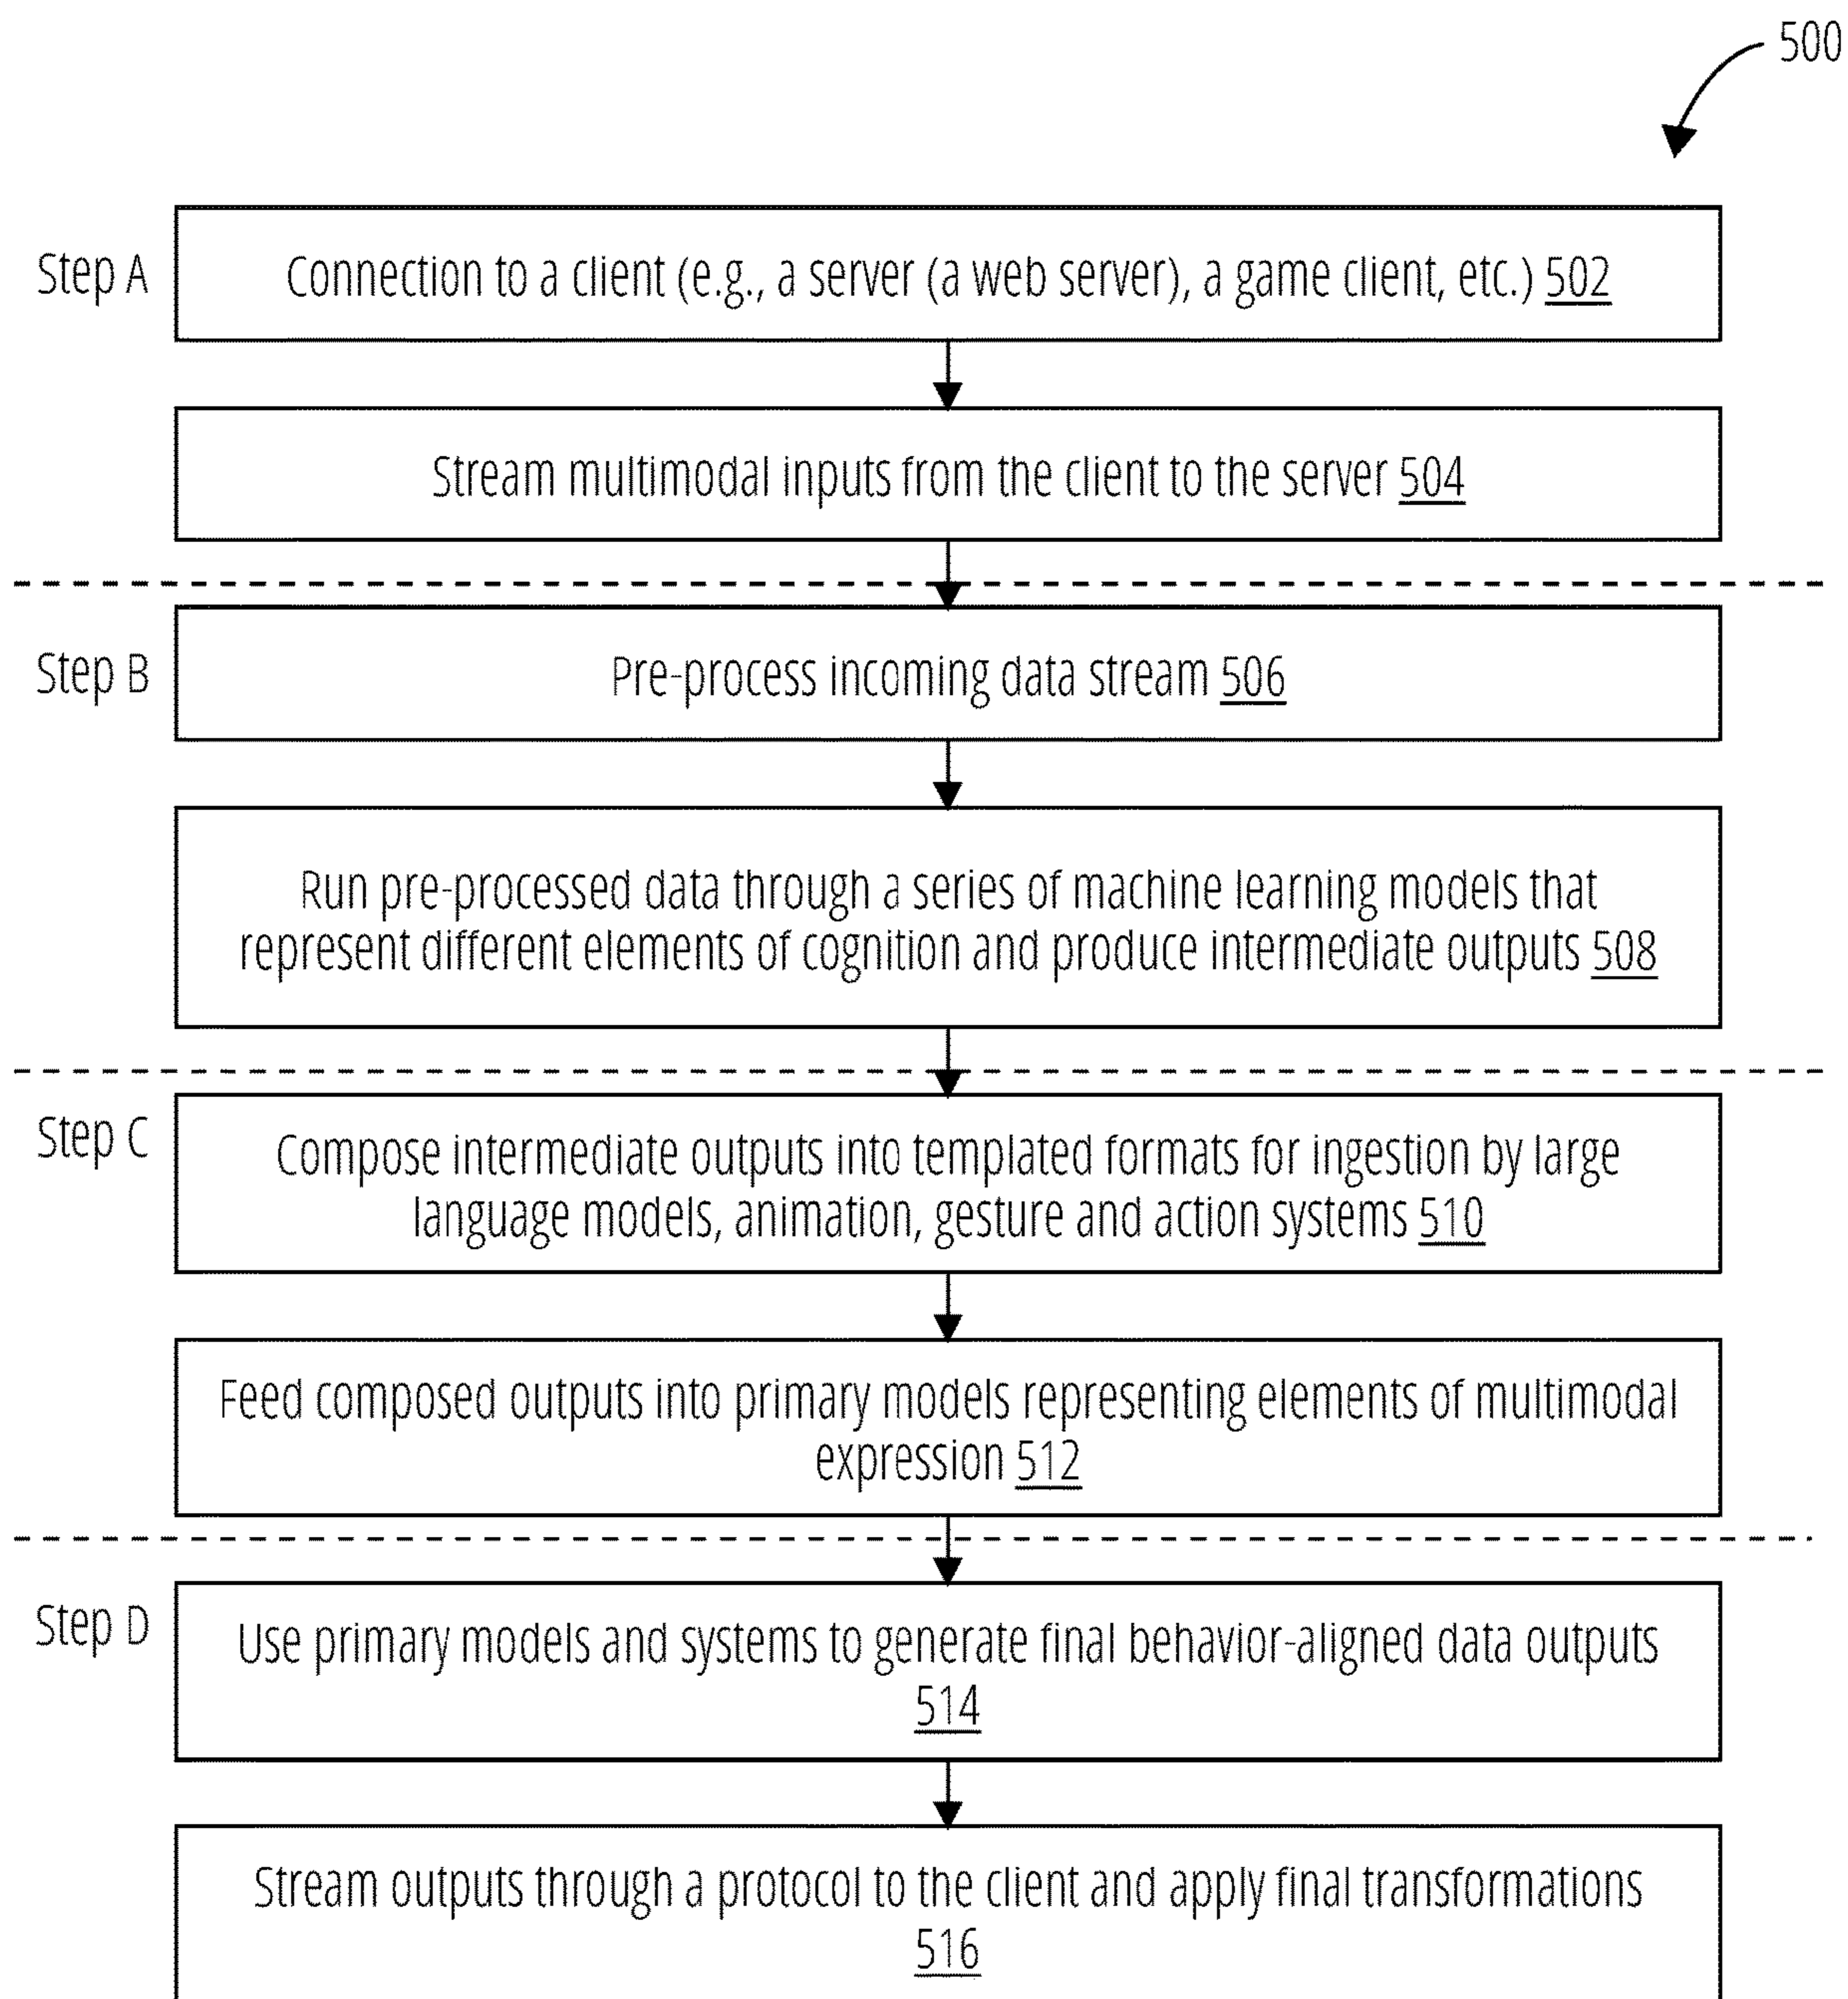 500
Step A
Connection to a client (e.g., a server (a web server), a game client, etc.) 502
Stream multimodal inputs from the client to the server 504
Step B
Pre-process incoming data stream 506
Run pre-processed data through a series of machine learning models that
represent different elements of cognition and produce intermediate outputs 508
Step C
Compose intermediate outputs into templated formats for ingestion by large
language models, animation, gesture and action systems 510
Feed composed outputs into primary models representing elements of multimodal
expression 512
Step D
Use primary models and systems to generate final behavior-aligned data outputs
514
Stream outputs through a protocol to the client and apply final transformations
516